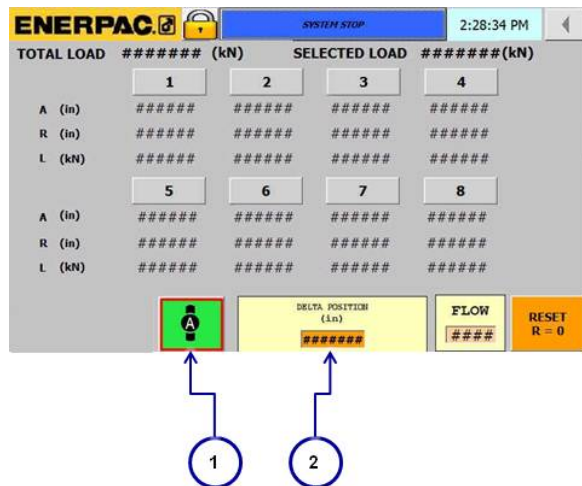 ENERPAC. SYSTEM STOP 2:28:34 PM
TOTAL LOAD ####### (kN) SELECTED LOAD #######(kN)
1 2 3 4
A (in) ###### ###### ###### ######
R (in) ###### ###### ###### ######
L (kN) ###### ###### ###### ######
5 6 7 8
A (in) ###### ###### ###### ######
R (in) ###### ###### ###### ######
L (kN) ###### ###### ###### ######
A
DELTA POSITION
(in)
#######
FLOW
####
RESET
R = 0
1 2